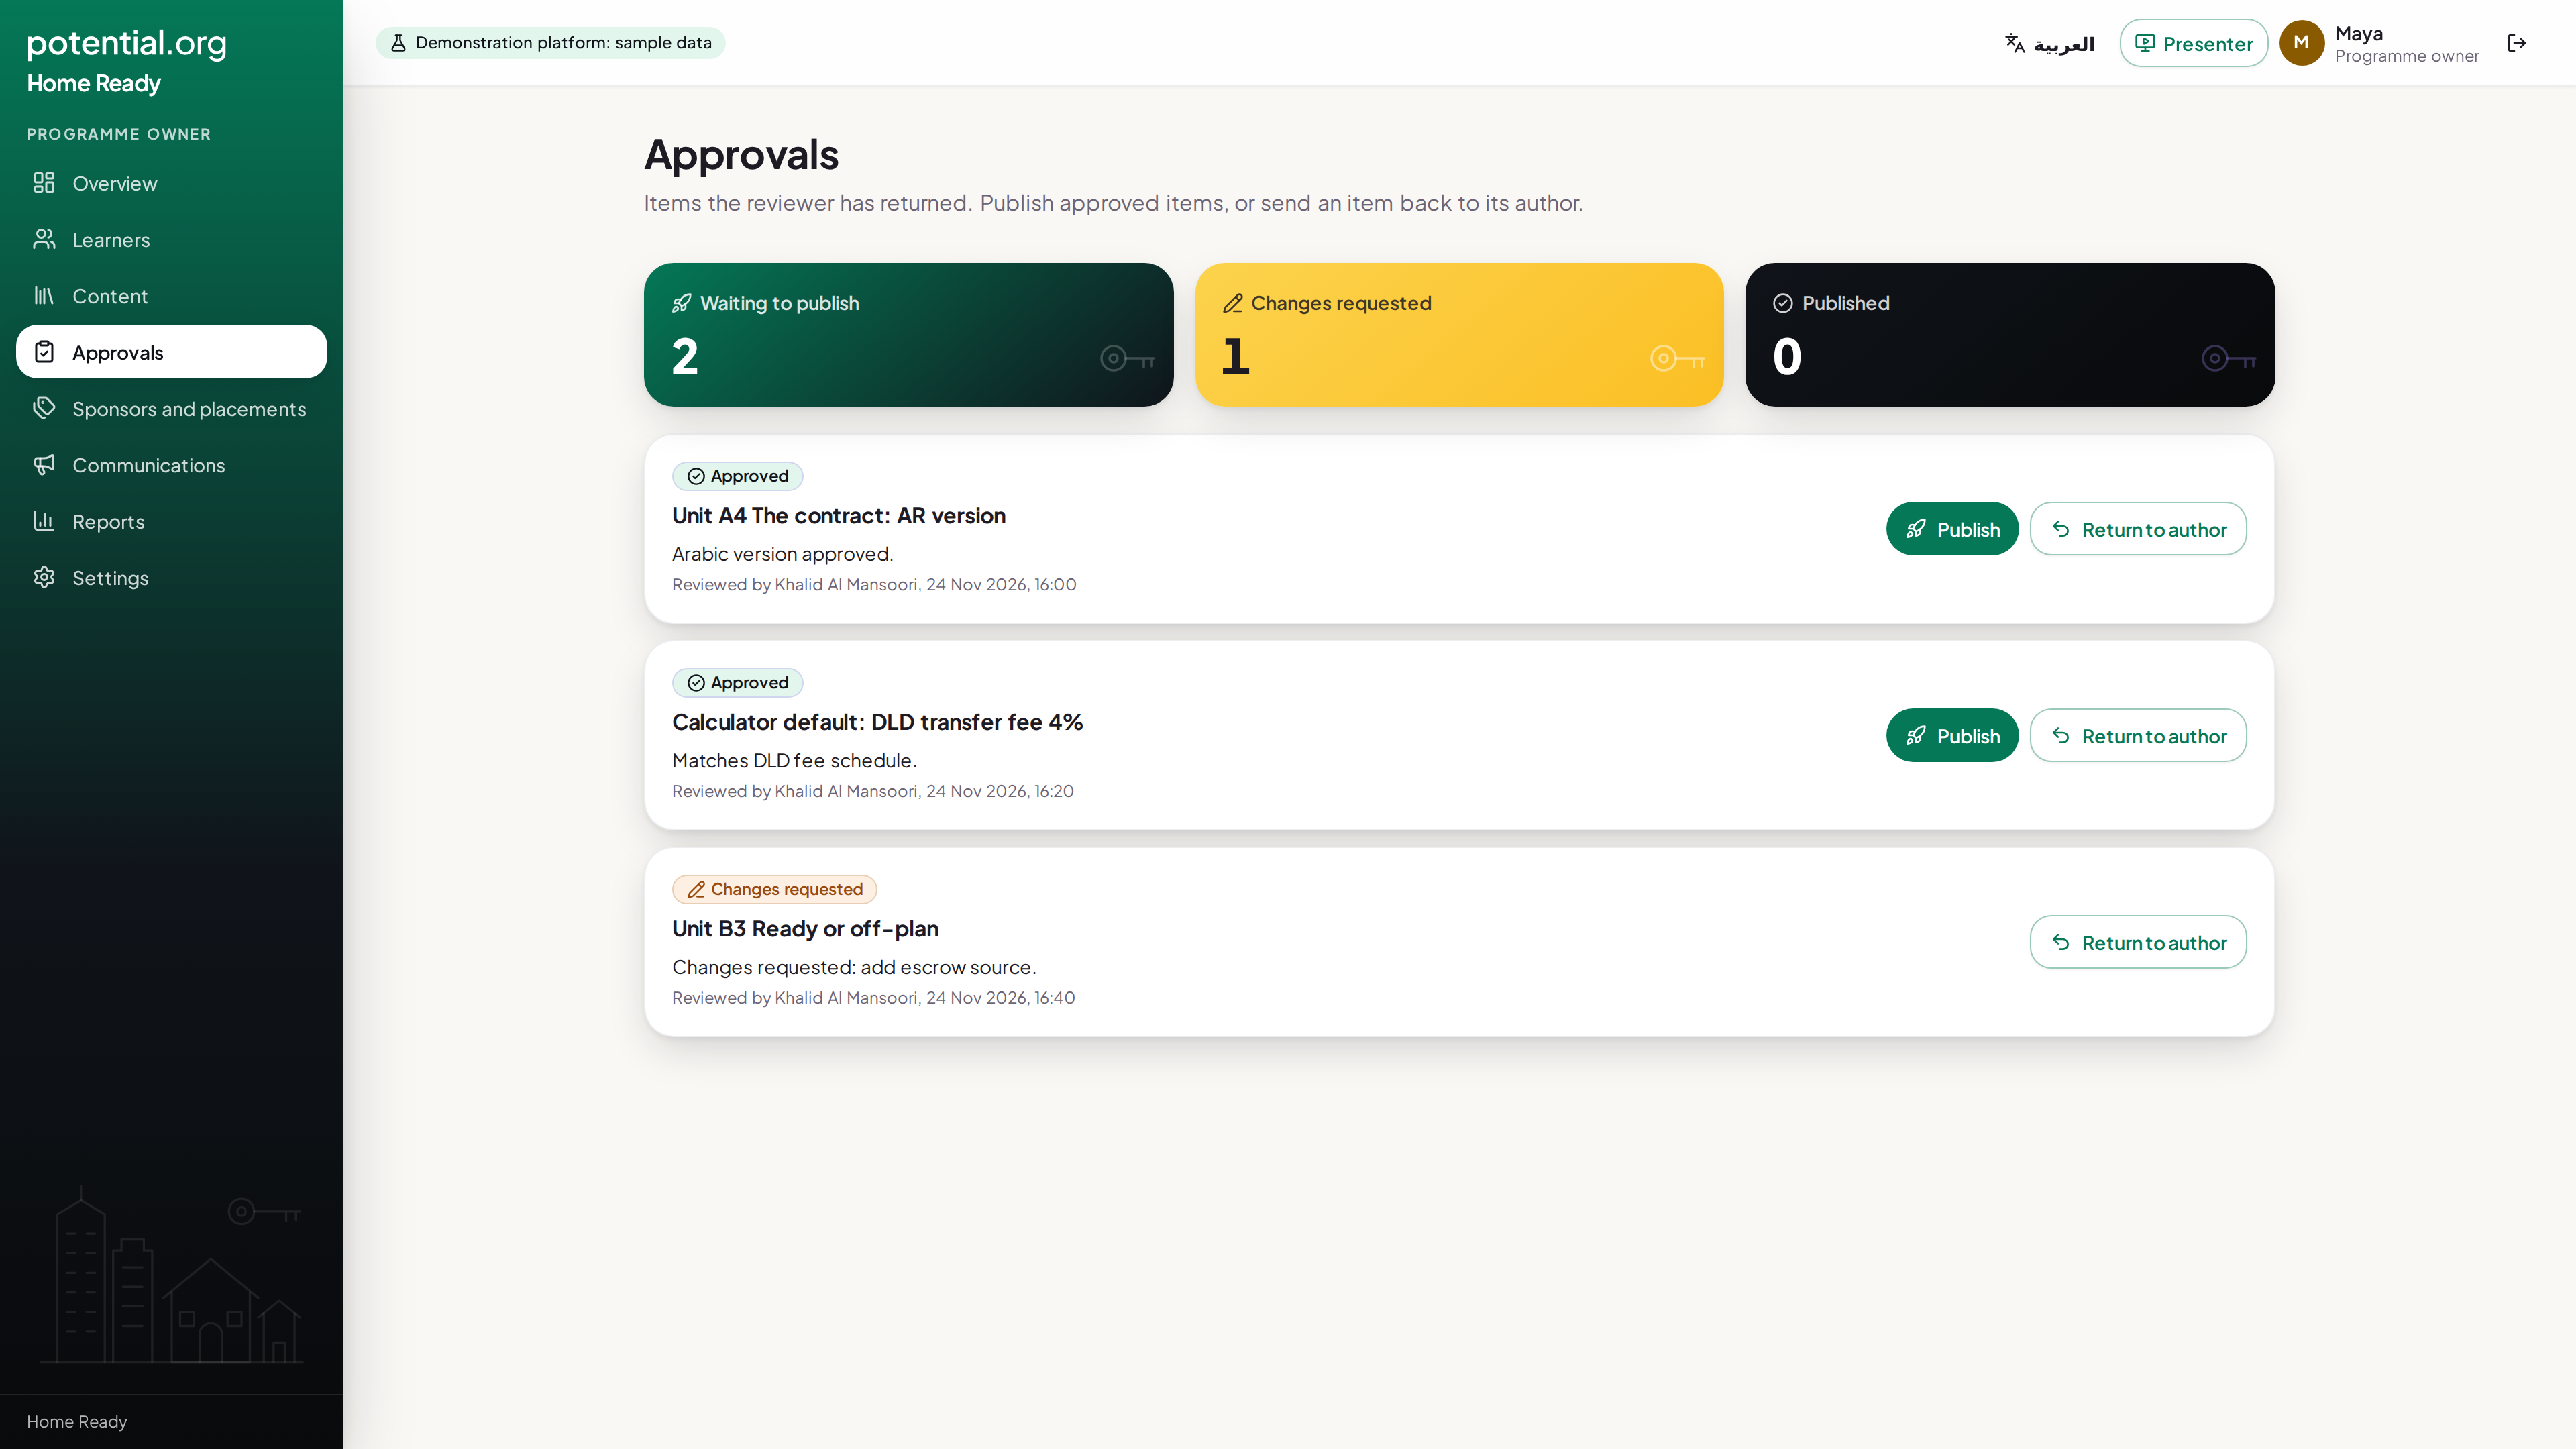 potential.org
Home Ready
PROGRAMME OWNER
Overview
Learners
Content
Approvals
Sponsors and placements
Communications
Reports
Settings
Home Ready
Demonstration platform: sample data
العربية
Presenter
M
Maya
Programme owner
Approvals
Items the reviewer has returned. Publish approved items, or send an item back to its author.
Waiting to publish
2
Changes requested
1
Published
0
Approved
Unit A4 The contract: AR version
Arabic version approved.
Reviewed by Khalid Al Mansoori, 24 Nov 2026, 16:00
Publish
Return to author
Approved
Calculator default: DLD transfer fee 4%
Matches DLD fee schedule.
Reviewed by Khalid Al Mansoori, 24 Nov 2026, 16:20
Publish
Return to author
Changes requested
Unit B3 Ready or off-plan
Changes requested: add escrow source.
Reviewed by Khalid Al Mansoori, 24 Nov 2026, 16:40
Return to author